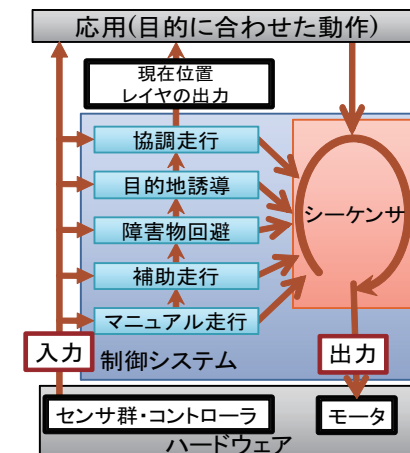 応用(目的に合わせた動作)
現在位置
レイヤの出力
協調走行
目的地誘導
障害物回避
補助走行
マニュアル走行
シーケンサ
入力
制御システム
出力
センサ群・コントローラ
モータ
ハードウェア